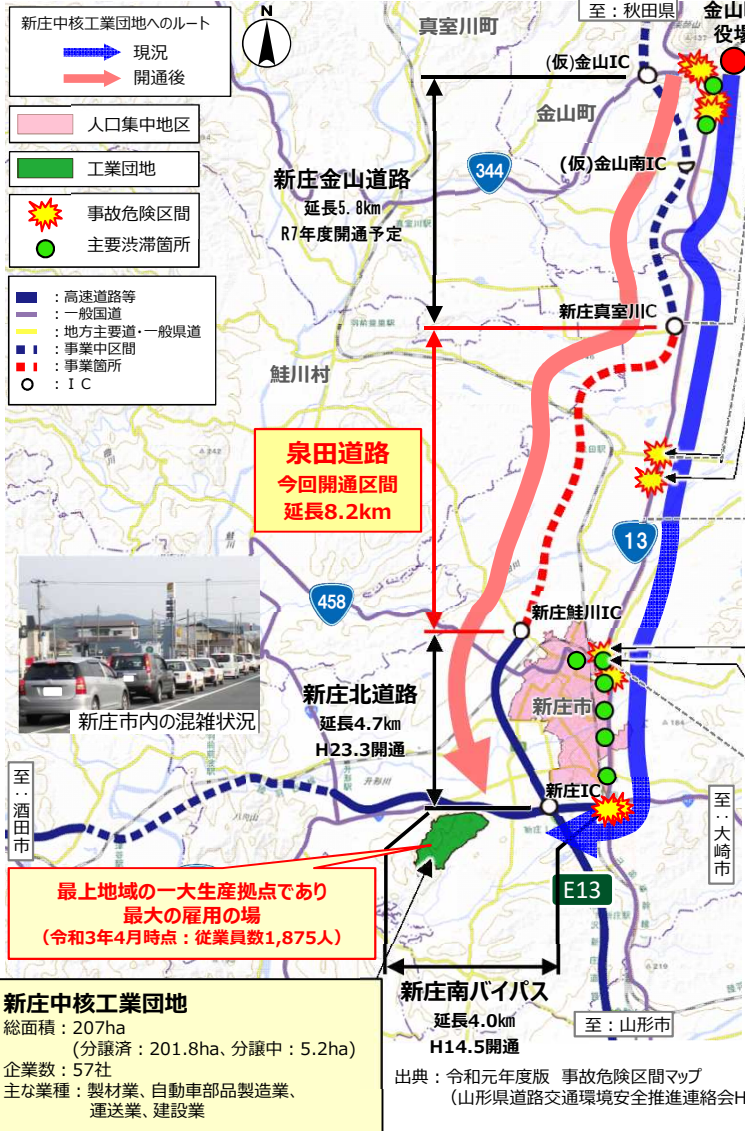 新庄中核工業団地へのルート
現況
開通後
人口集中地区
工業団地
事故危険区間
主要渋滞箇所
：高速道路等
：一般国道
：地方主要道・一般県道
：事業中区間
：事業箇所
：ＩＣ
N
真室川町
至：秋田県
金山
役場
(仮)金山IC
金山町
344
(仮)金山南IC
新庄金山道路
延長5.8km
R7年度開通予定
新庄真室川C
鮭川村
泉田道路
今回開通区間
延長8.2km
13
458
新庄鮭川IC
新庄市内の混雑状況
新庄北道路
延長4.7km
H23.3開通
新庄市
至：酒田市
新庄IC
至：大崎市
E13
最上地域の一大生産拠点であり
最大の雇用の場
（令和3年4月時点：従業員数1,875人）
新庄南バイパス
延長4.0km
H14.5開通
至：山形市
新庄中核工業団地
総面積：207ha
(分譲済：201.8ha、分譲中：5.2ha)
企業数：57社
主な業種：製材業、自動車部品製造業、
運送業、建設業
出典：令和元年度版 事故危険区間マップ
（山形県道路交通環境安全推進連絡会H